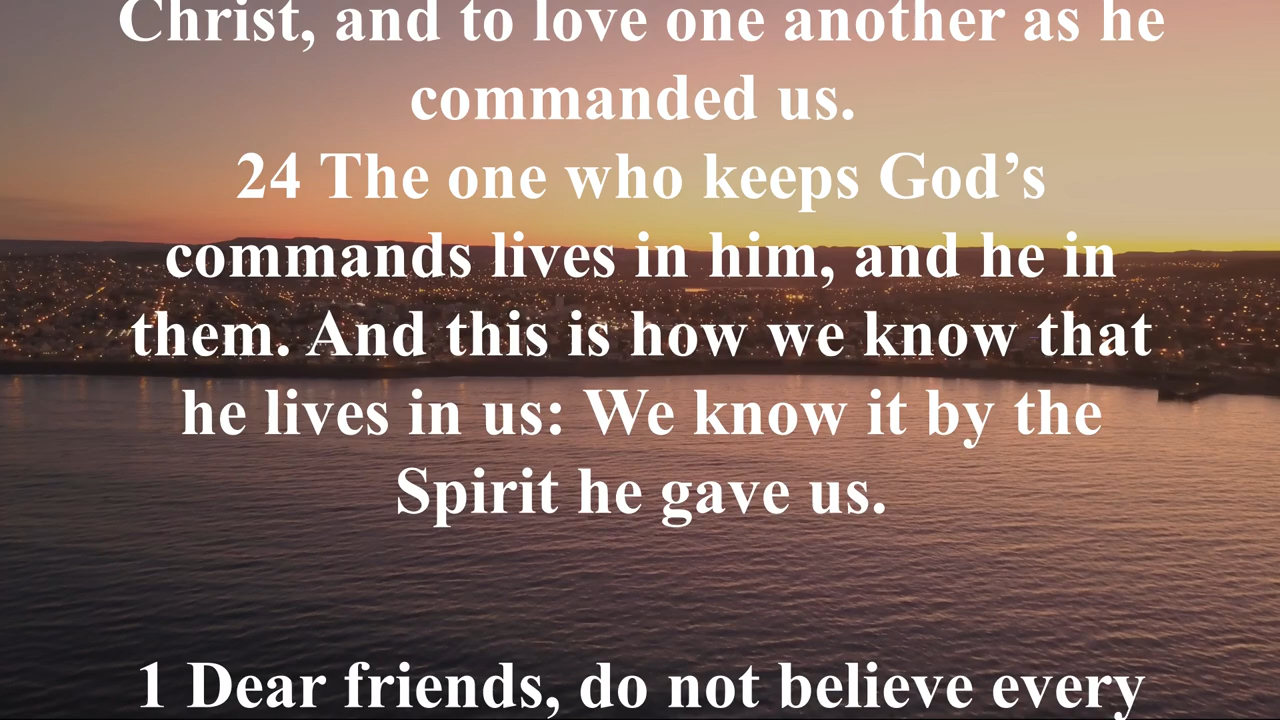 Christ, and to love one another as he
commanded us.
24 The one who keeps God’s
commands lives in him, and he in
them. And this is how we know that
he lives in us: We know it by the
Spirit he gave us.
1 Dear friends, do not believe every